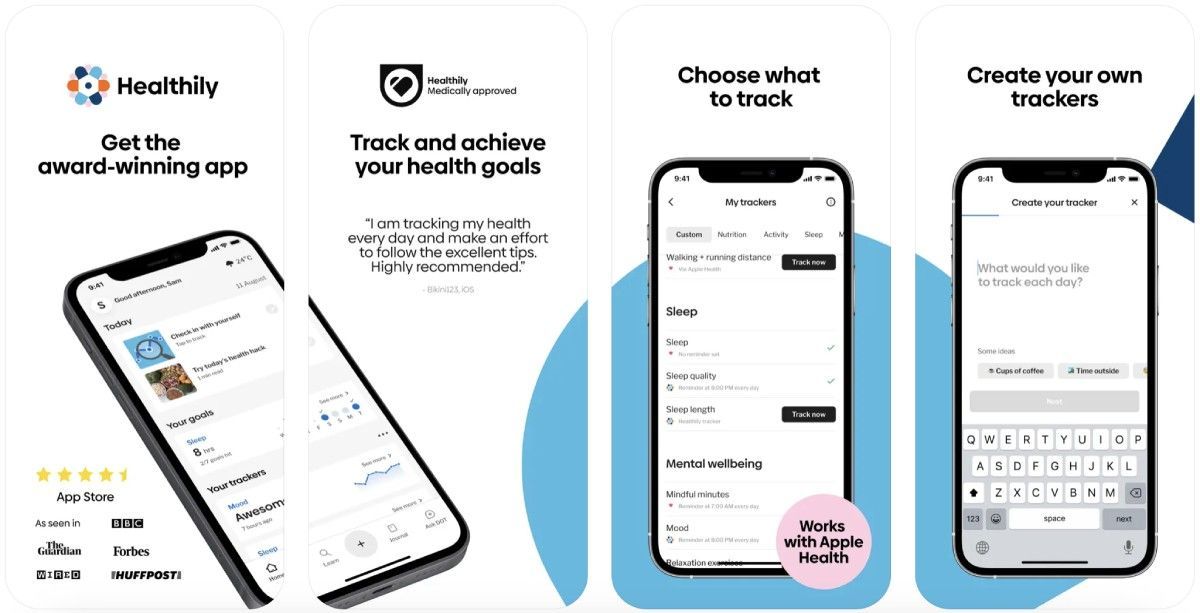 Healthily
Get the
award-winning app
9:41
24°C
S
Good afternoon, Sam
11 August
Today
Check in with yourself
Tap to track
Try today's health hack
1 min read
Your goals
Sleep
8 hrs
2/7 goals hit
Your trackers
Mood
Awesom
7 hours ago
Sleep
Home
App Store
As seen in
BBC
The Guardian
Forbes
WIRED
HUFFPOST
Healthily
Medically approved
Track and achieve
your health goals
“I am tracking my health
every day and make an effort
to follow the excellent tips.
Highly recommended.”
- Bikini123, iOS
See more >
F S S M T
See more >
See more >
Learn
+
Journal
Ask DOT
Choose what
to track
9:41
My trackers
Custom Nutrition Activity Sleep M
Walking + running distance
Via Apple Health
Track now
Sleep
Sleep
No reminder set
Sleep quality
Reminder at 8:00 PM every day
Sleep length
Healthily tracker
Track now
Mental wellbeing
Mindful minutes
Reminder at 7:00 AM every day
Mood
Reminder at 8:00 PM every day
Relaxation exercises
Works
with Apple
Health
Create your own
trackers
9:41
Create your tracker
What would you like
to track each day?
Some ideas
Cups of coffee
Time outside
Next
Q W E R T Y U I O P
A S D F G H J K L
Z X C V B N M
123 space next